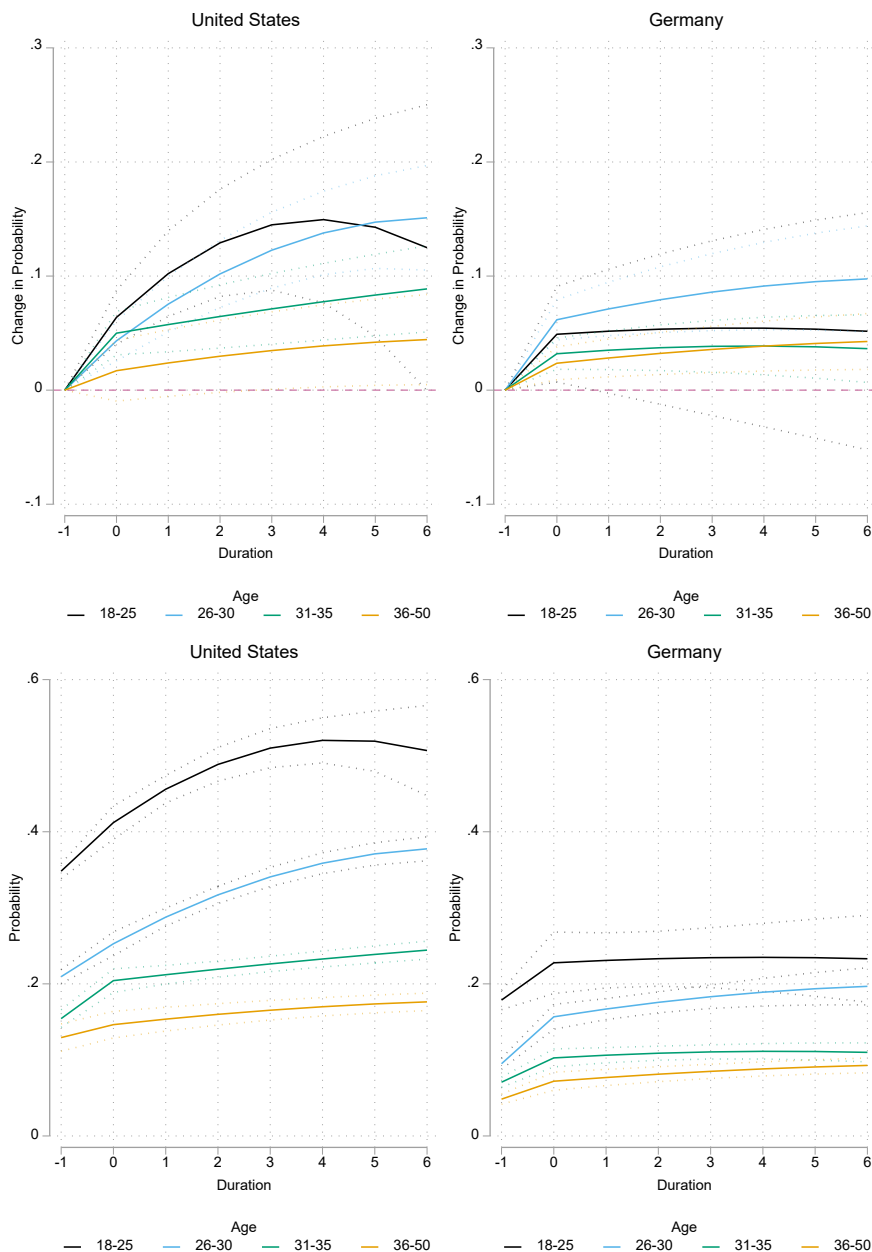 United States
Germany
.3
.2
.1
0
-.1
Change in Probability
-1 0 1 2 3 4 5 6
Duration
.3
.2
.1
0
-.1
Change in Probability
-1 0 1 2 3 4 5 6
Duration
Age
18-25 26-30 31-35 36-50
Age
18-25 26-30 31-35 36-50
United States
Germany
.6
.4
.2
0
Probability
-1 0 1 2 3 4 5 6
Duration
.6
.4
.2
0
Probability
-1 0 1 2 3 4 5 6
Duration
Age
18-25 26-30 31-35 36-50
Age
18-25 26-30 31-35 36-50